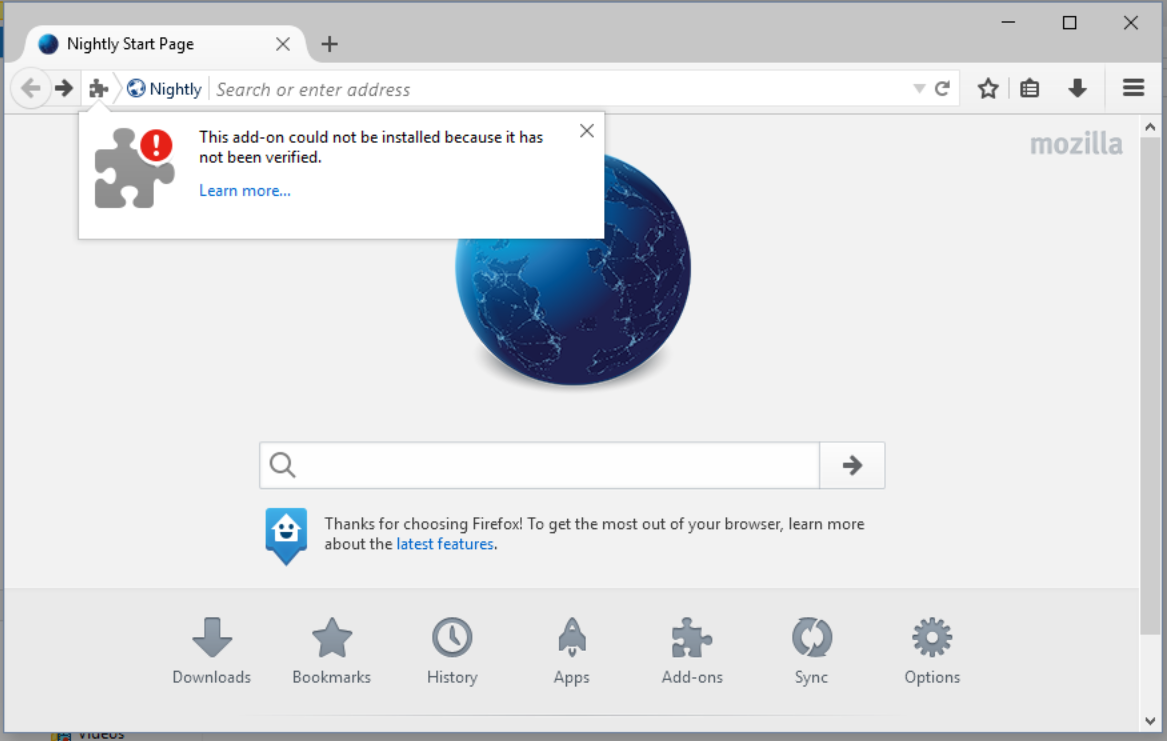 Nightly Start Page
Nightly
Search or enter address
This add-on could not be installed because it has
not been verified.
Learn more...
mozilla
Thanks for choosing Firefox! To get the most out of your browser, learn more
about the latest features.
Downloads
Bookmarks
History
Apps
Add-ons
Sync
Options
Videos